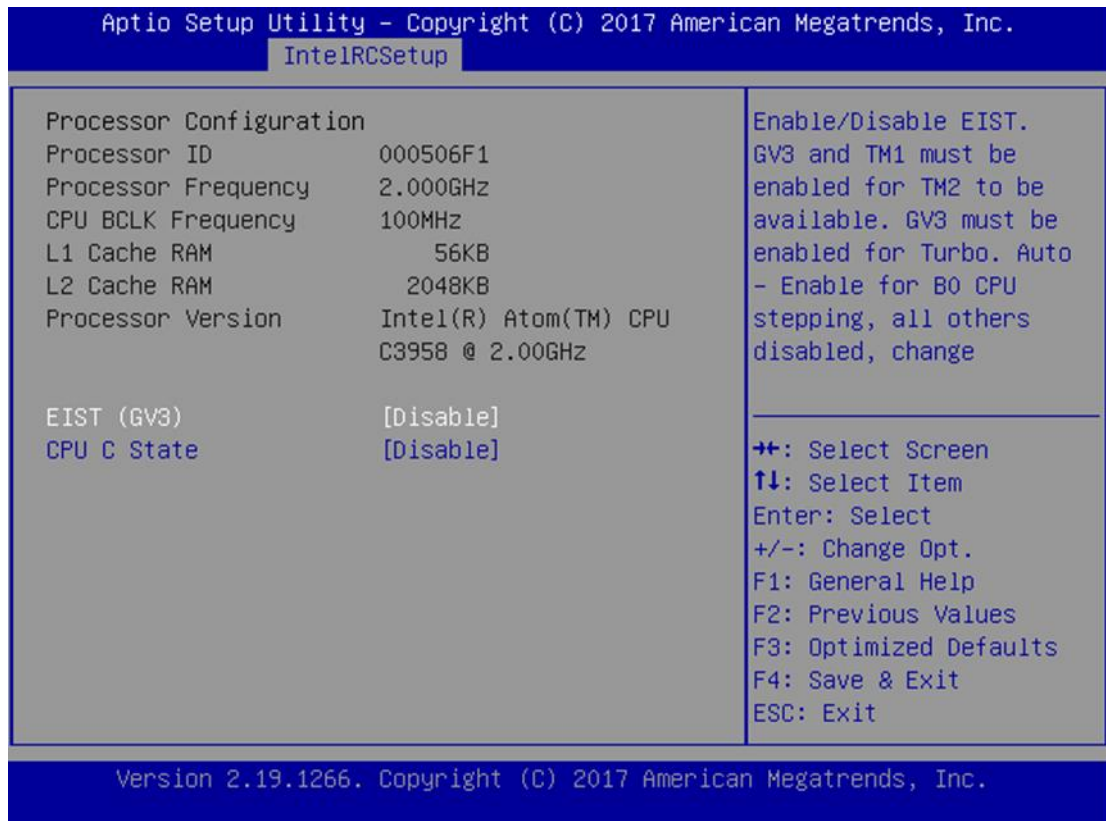 Aptio Setup Utility – Copyright (C) 2017 American Megatrends, Inc.
IntelRCSetup
Processor Configuration
Processor ID 000506F1
Processor Frequency 2.000GHz
CPU BCLK Frequency 100MHz
L1 Cache RAM 56KB
L2 Cache RAM 2048KB
Processor Version Intel(R) Atom(TM) CPU
C3958 @ 2.00GHz
EIST (GV3) [Disable]
CPU C State [Disable]
Enable/Disable EIST.
GV3 and TM1 must be
enabled for TM2 to be
available. GV3 must be
enabled for Turbo. Auto
– Enable for B0 CPU
stepping, all others
disabled, change
→←: Select Screen
↑↓: Select Item
Enter: Select
+/–: Change Opt.
F1: General Help
F2: Previous Values
F3: Optimized Defaults
F4: Save & Exit
ESC: Exit
Version 2.19.1266. Copyright (C) 2017 American Megatrends, Inc.